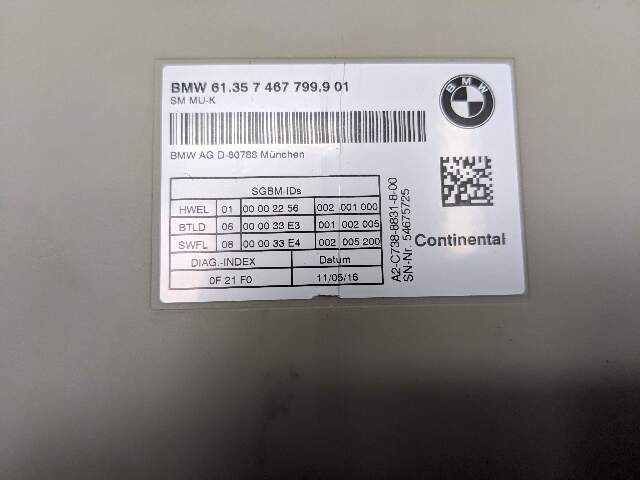 BMW 61.35 7 467 799.9 01
SM MU-K
BMW
BMW AG D-80788 München
SGBM-IDs
HWEL 01 00 00 22 56 002 001 000
BTLD 06 00 00 33 E3 001 002 005
SWFL 08 00 00 33 E4 002 005 200
DIAG.-INDEX Datum
0F 21 F0 11/05/16
A2-C738-8831-8-00
SN-Nr. 54675725
Continental